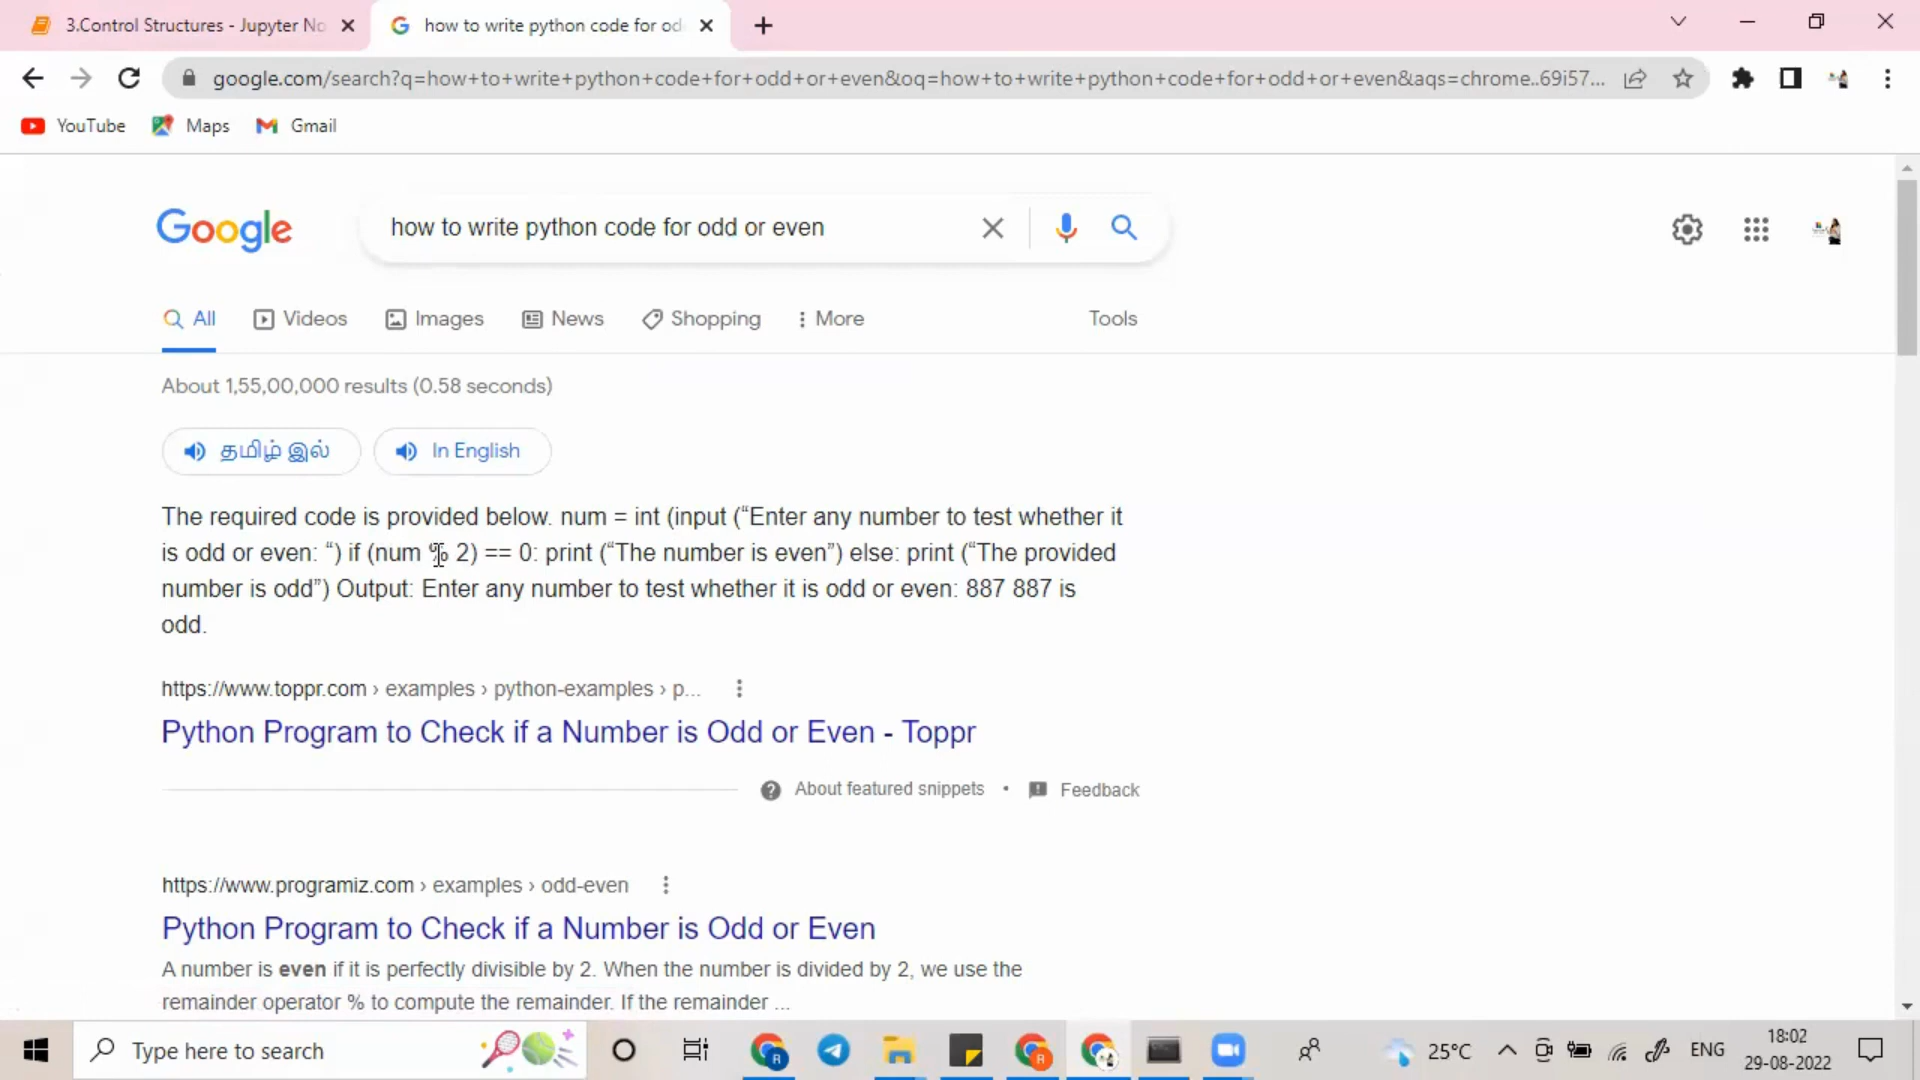 3.Control Structures - Jupyter No
how to write python code for od
google.com/search?q=how+to+write+python+code+for+odd+or+even&oq=how+to+write+python+code+for+odd+or+even&aqs=chrome..69i57...
YouTube
Maps
Gmail
Google
how to write python code for odd or even
All
Videos
Images
News
Shopping
More
Tools
About 1,55,00,000 results (0.58 seconds)
தமிழ் இல்
In English
The required code is provided below. num = int (input (“Enter any number to test whether it
is odd or even: “) if (num % 2) == 0: print (“The number is even”) else: print (“The provided
number is odd”) Output: Enter any number to test whether it is odd or even: 887 887 is
odd.
https://www.toppr.com › examples › python-examples › p...
Python Program to Check if a Number is Odd or Even - Toppr
About featured snippets • Feedback
https://www.programiz.com › examples › odd-even
Python Program to Check if a Number is Odd or Even
A number is even if it is perfectly divisible by 2. When the number is divided by 2, we use the
remainder operator % to compute the remainder. If the remainder ...
Type here to search
25°C
ENG
18:02
29-08-2022